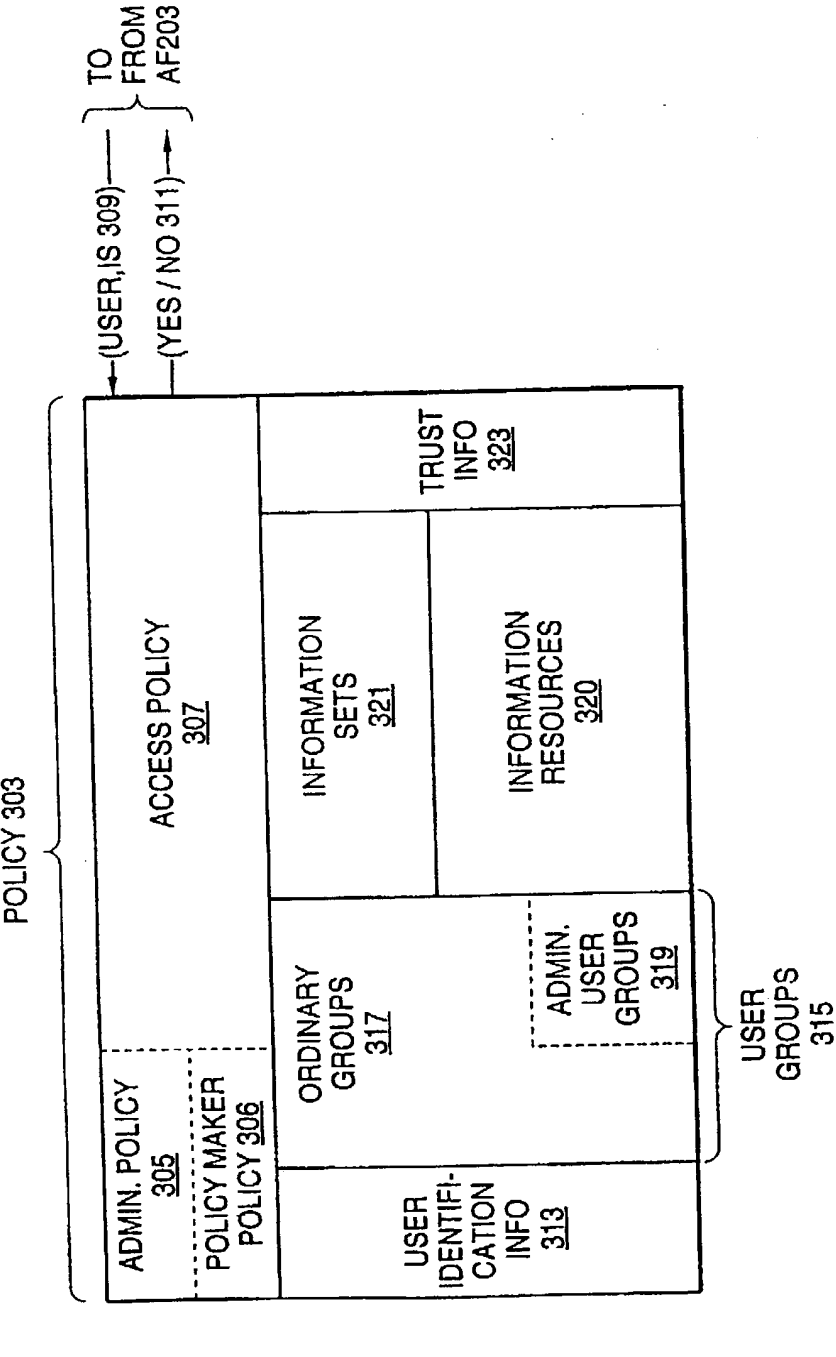 POLICY 303
ADMIN. POLICY
305
POLICY MAKER
POLICY 306
ACCESS POLICY
307
(USER,IS 309)
(YES / NO 311)
TO
FROM
AF203
USER
IDENTIFI-
CATION
INFO
313
ORDINARY
GROUPS
317
ADMIN.
USER
GROUPS
319
INFORMATION
SETS
321
INFORMATION
RESOURCES
320
TRUST
INFO
323
USER
GROUPS
315